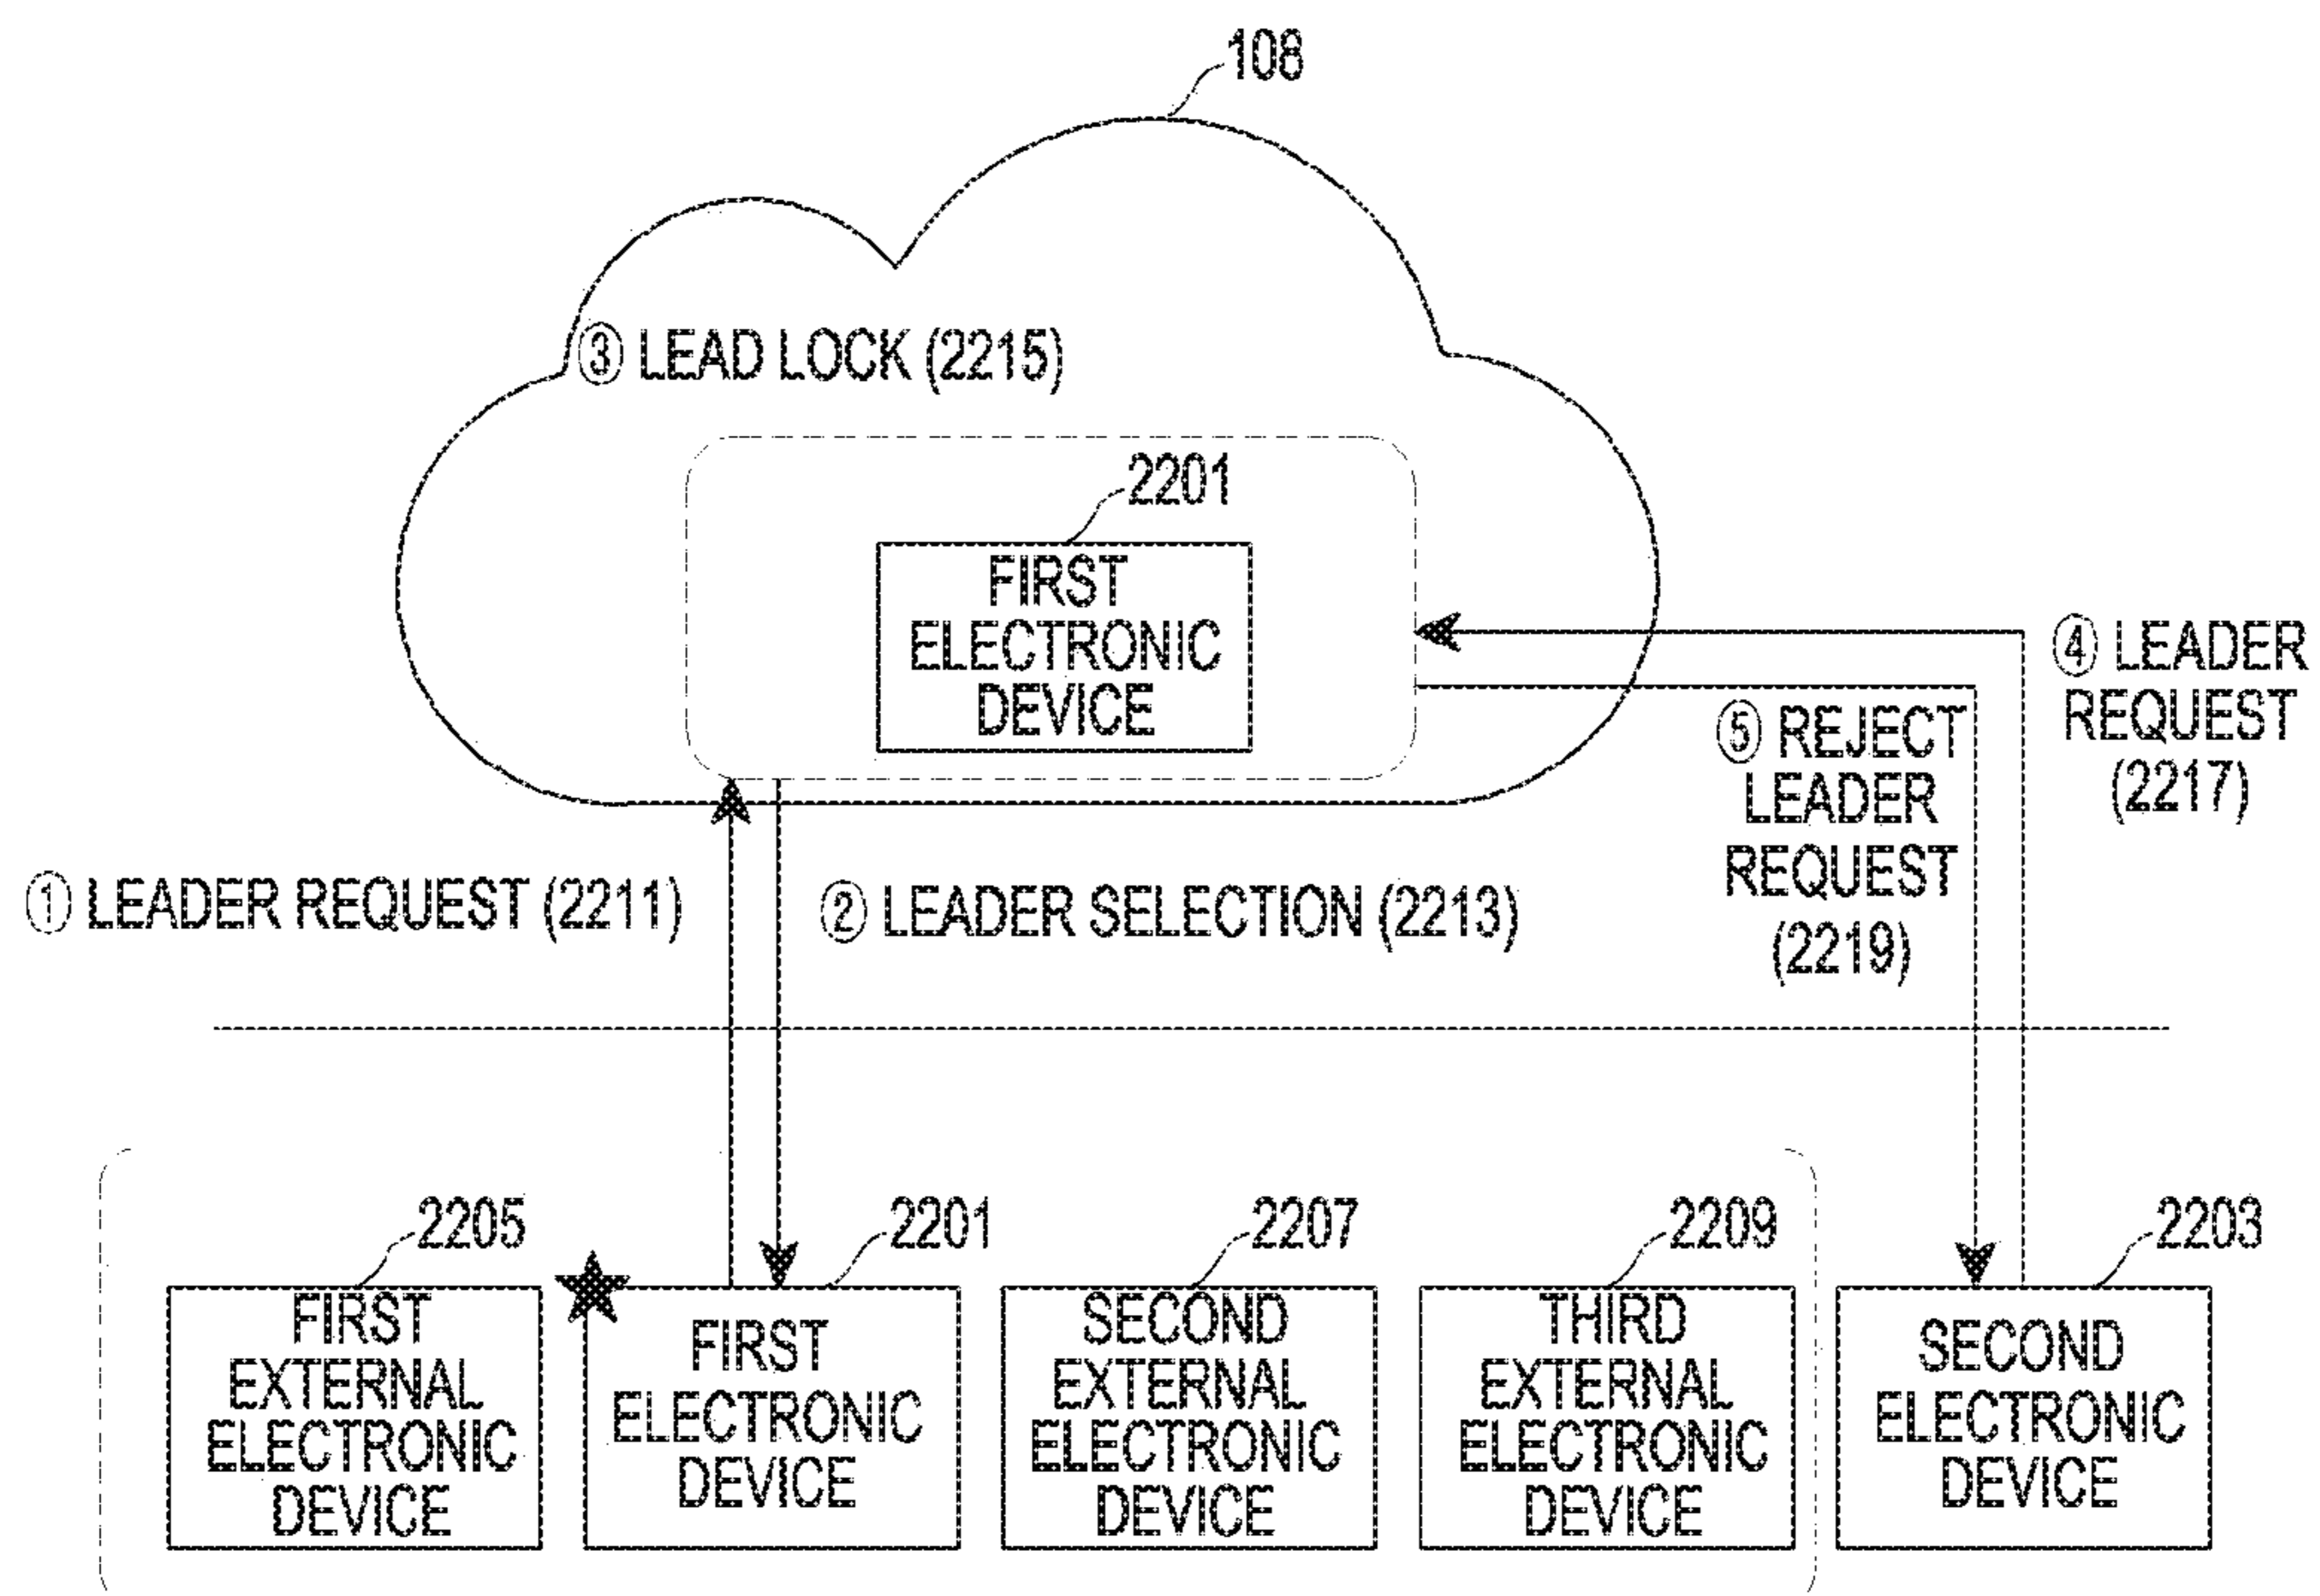 108
③ LEAD LOCK (2215)
2201
FIRST
ELECTRONIC
DEVICE
④ LEADER
REQUEST
(2217)
⑤ REJECT
LEADER
REQUEST
(2219)
① LEADER REQUEST (2211)
② LEADER SELECTION (2213)
2205
FIRST
EXTERNAL
ELECTRONIC
DEVICE
2201
FIRST
ELECTRONIC
DEVICE
2207
SECOND
EXTERNAL
ELECTRONIC
DEVICE
2209
THIRD
EXTERNAL
ELECTRONIC
DEVICE
2203
SECOND
ELECTRONIC
DEVICE